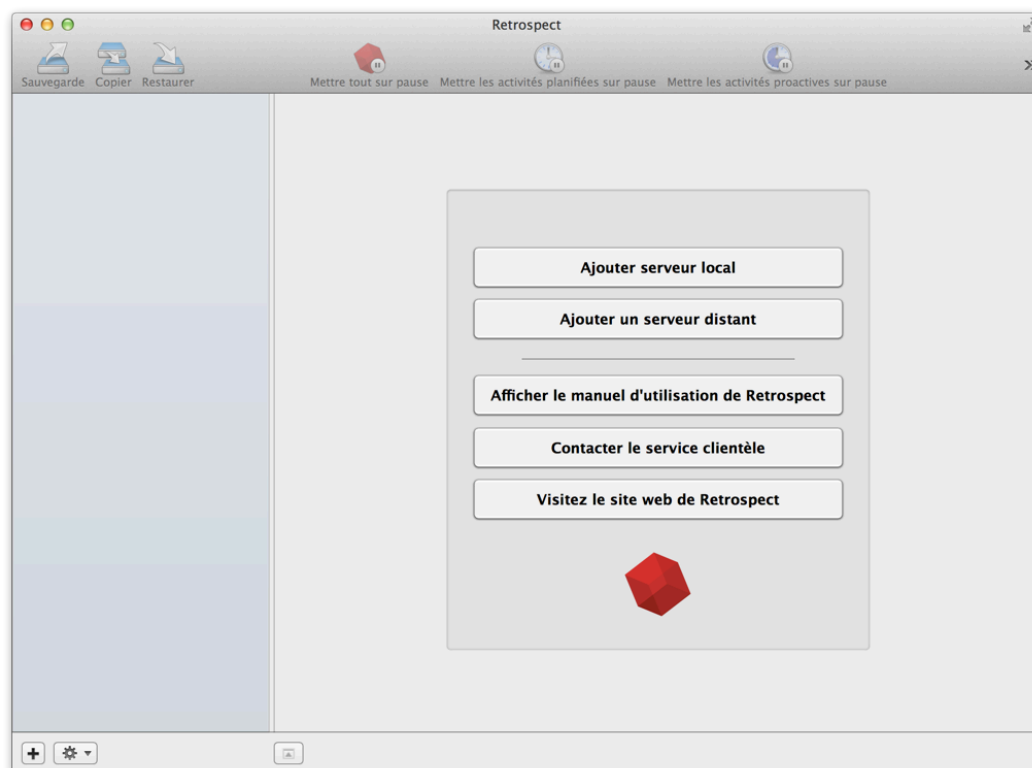 Retrospect
Sauvegarde Copier Restaurer Mettre tout sur pause Mettre les activités planifiées sur pause Mettre les activités proactives sur pause
Ajouter serveur local
Ajouter un serveur distant
Afficher le manuel d'utilisation de Retrospect
Contacter le service clientèle
Visitez le site web de Retrospect